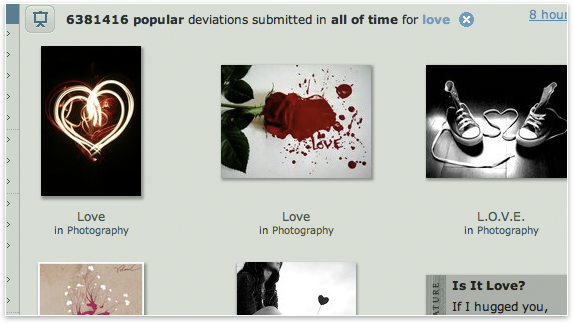 6381416 popular deviations submitted in all of time for love
8 hour
LOVE
Love
in Photography
Love
in Photography
L.O.V.E.
in Photography
Is It Love?
If I hugged you,